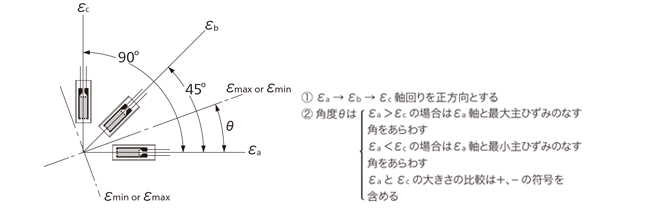 εc
εb
90°
45°
εmax or εmin
θ
εa
εmin or εmax
① εa→εb→εc 軸回りを正方向とする
② 角度θは
εa＞εc の場合はεa 軸と最大主ひずみのなす
角をあらわす
εa＜εc の場合はεa 軸と最小主ひずみのなす
角をあらわす
εa と εc の大きさの比較は＋、－の符号を
含める